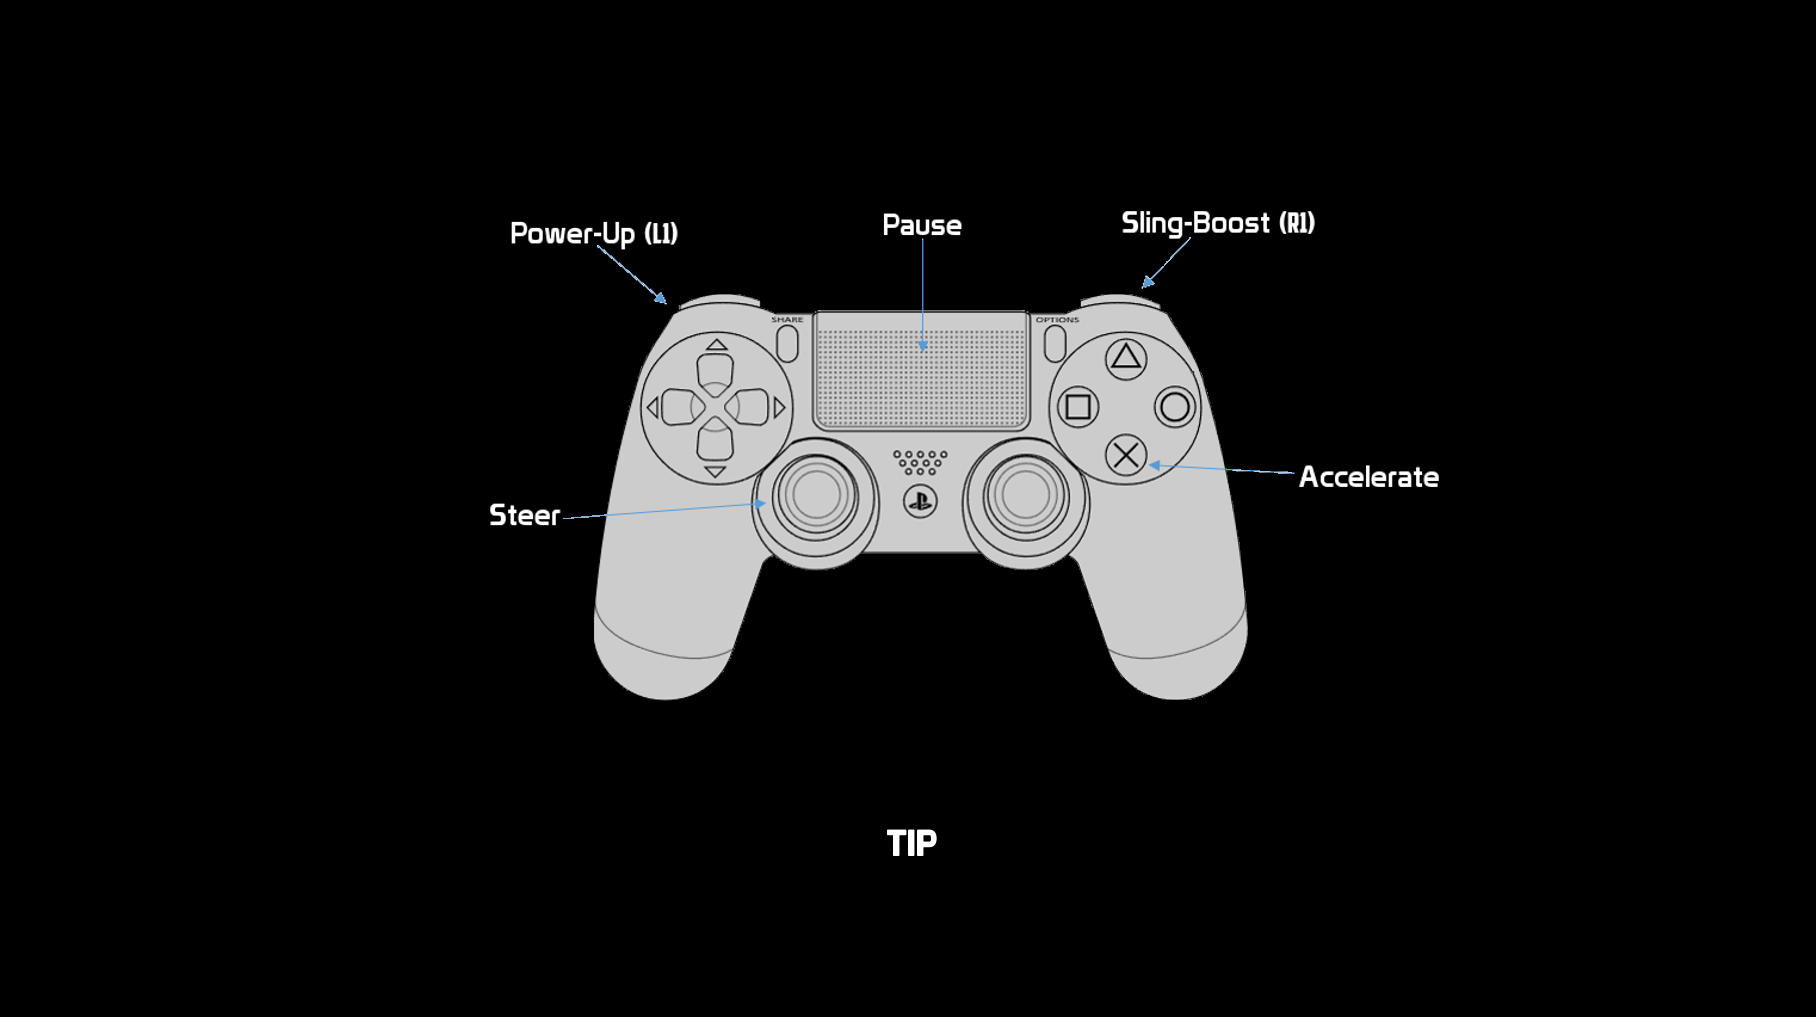 Power-Up (L1)
Pause
Sling-Boost (R1)
SHARE
OPTIONS
Accelerate
Steer
TIP